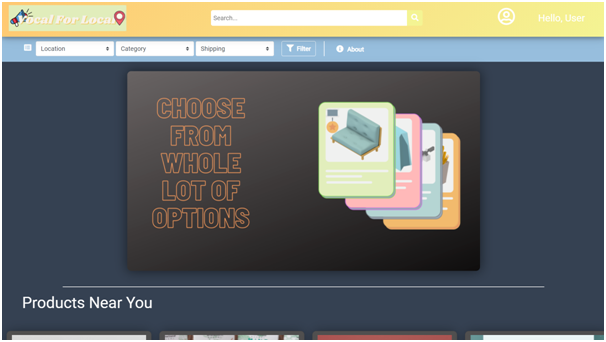 Local For Local
Search...
Hello, User
Location
Category
Shipping
Filter
About
CHOOSE
FROM
WHOLE
LOT OF
OPTIONS
Products Near You